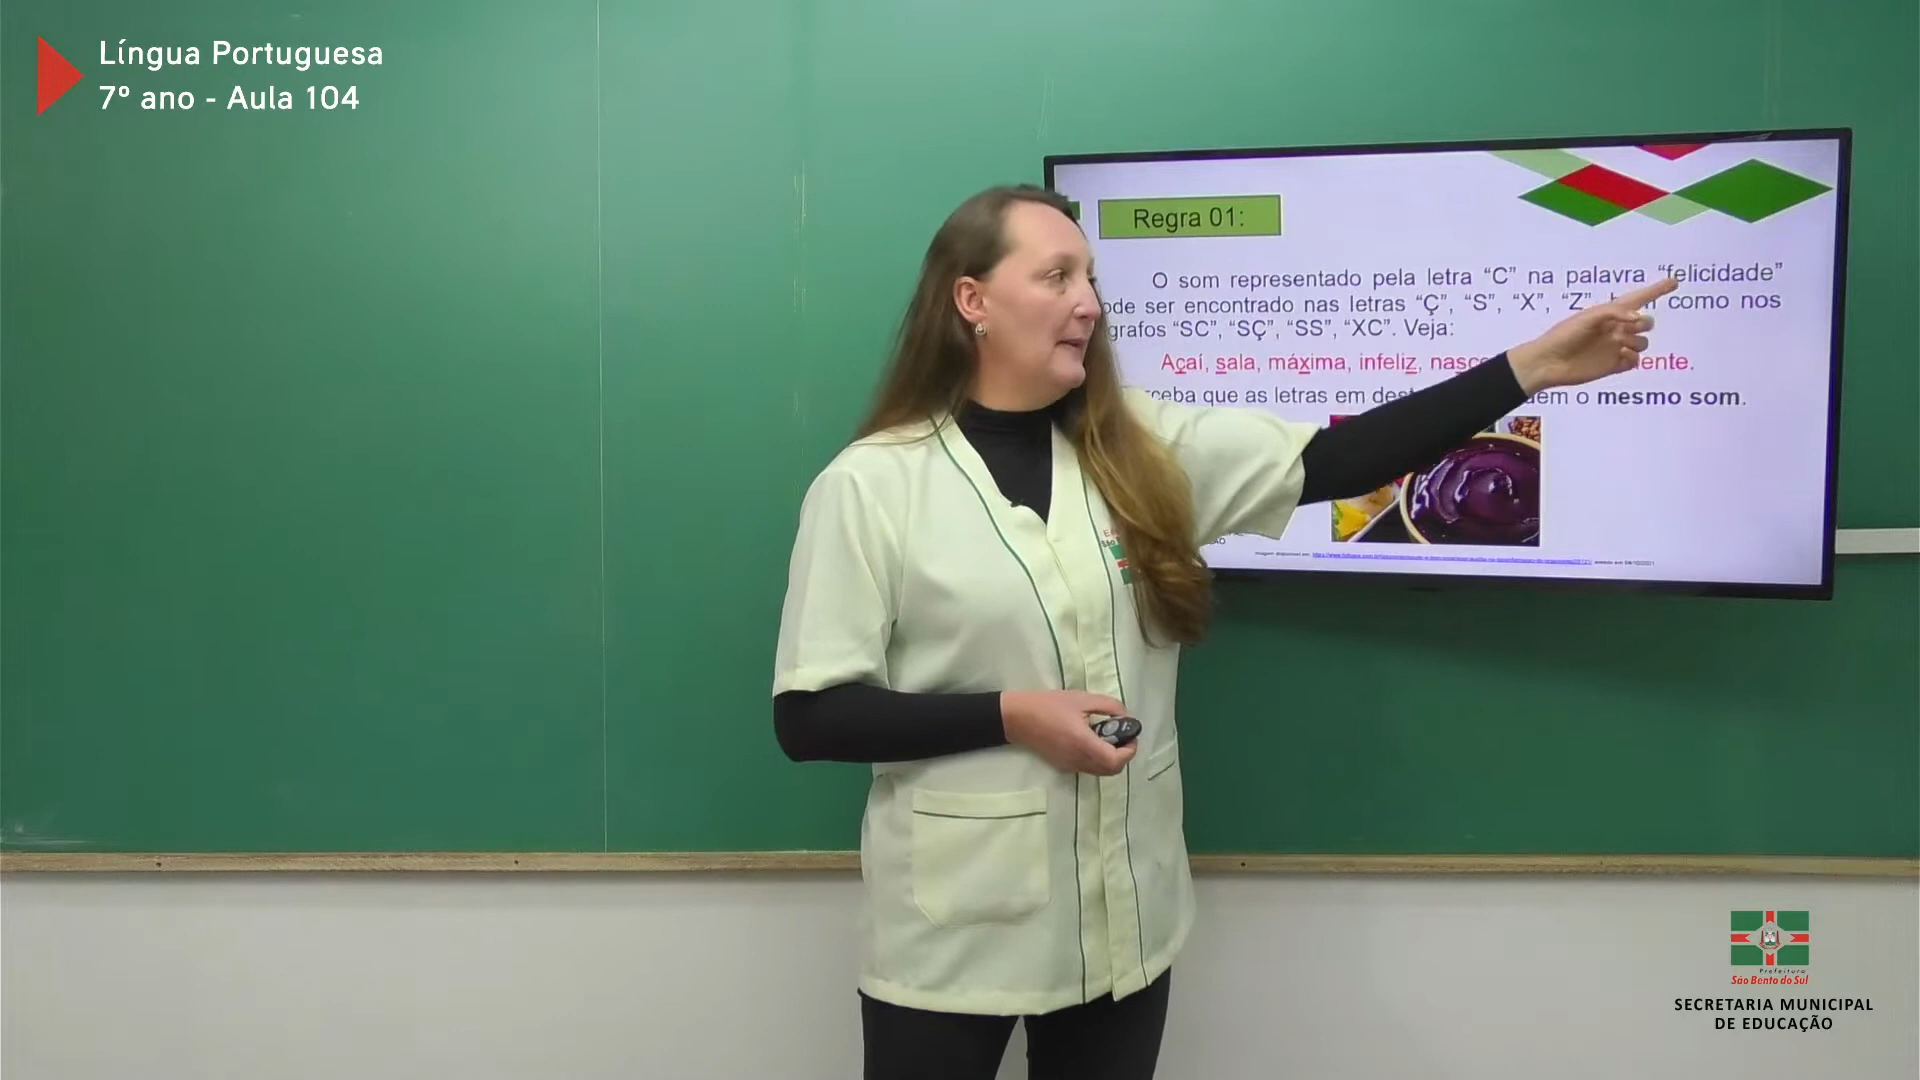 Língua Portuguesa
7º ano - Aula 104
Regra 01:
O som representado pela letra “C” na palavra “felicidade”
ode ser encontrado nas letras “Ç”, “S”, “X”, “Z”, como nos
grafos “SC”, “SÇ”, “SS”, “XC”. Veja:
Açaí, sala, máxima, infeliz, nasc ente.
ceba que as letras em dest em o mesmo som.
Prefeitura
São Bento do Sul
SECRETARIA MUNICIPAL
DE EDUCAÇÃO